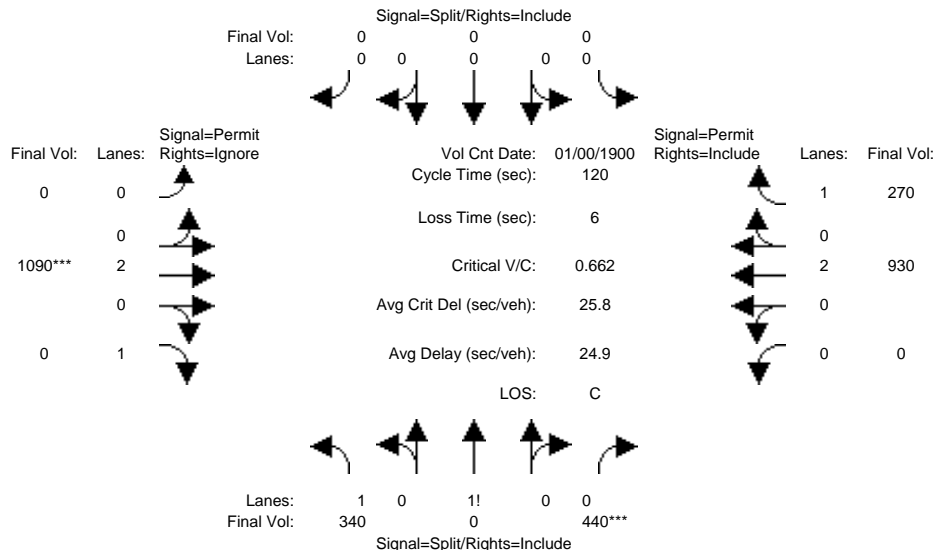 Signal=Split/Rights=Include
Final Vol: 0 0 0
Lanes: 0 0 0 0 0
Signal=Permit Signal=Permit
Final Vol: Lanes: Rights=Ignore Vol Cnt Date: 01/00/1900 Rights=Include Lanes: Final Vol:
Cycle Time (sec): 120
0 0 1 270
Loss Time (sec): 6
0 0
1090*** 2 Critical V/C: 0.662 2 930
0 Avg Crit Del (sec/veh): 25.8 0
0 1 Avg Delay (sec/veh): 24.9 0 0
LOS: C
Lanes: 1 0 1! 0 0
Final Vol: 340 0 440***
Signal=Split/Rights=Include